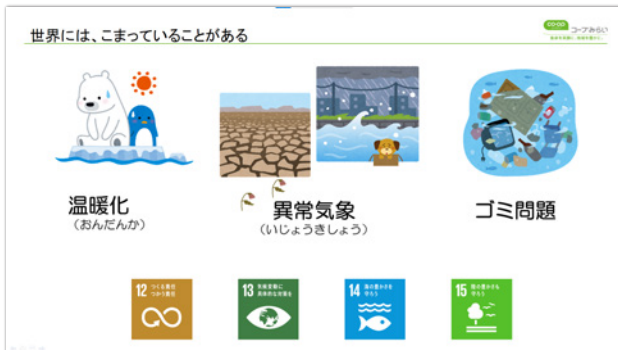 世界には、こまっていることがある
co-op コープみらい
温暖化
（おんだんか）
異常気象
（いじょうきしょう）
ゴミ問題
12 つくる責任
つかう責任
13 気候変動に
具体的な対策を
14 海の豊かさを
守ろう
15 陸の豊かさも
守ろう